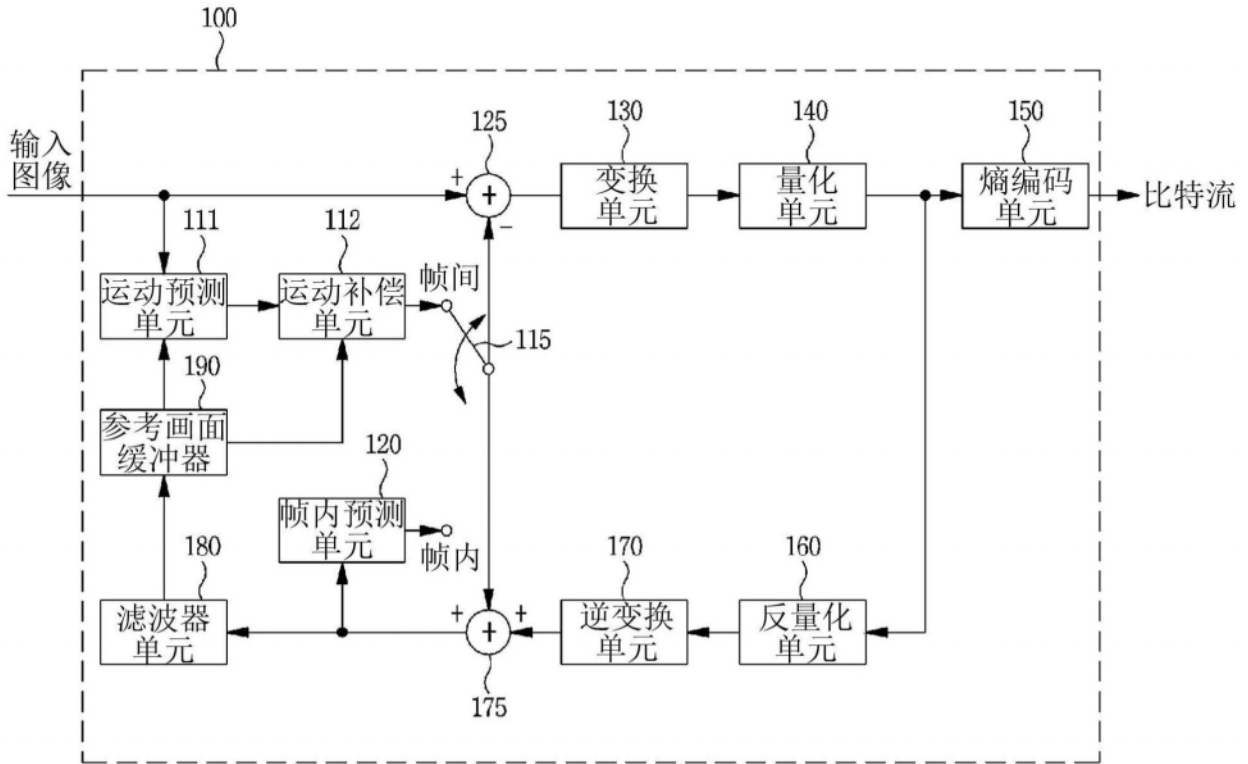 100
输入
图像
125
130
140
150
+
+
-
变换
单元
量化
单元
熵编码
单元
比特流
111
112
运动预测
单元
运动补偿
单元
帧间
115
190
参考画面
缓冲器
120
帧内预测
单元
帧内
180
170
160
滤波器
单元
+
+
+
逆变换
单元
反量化
单元
175